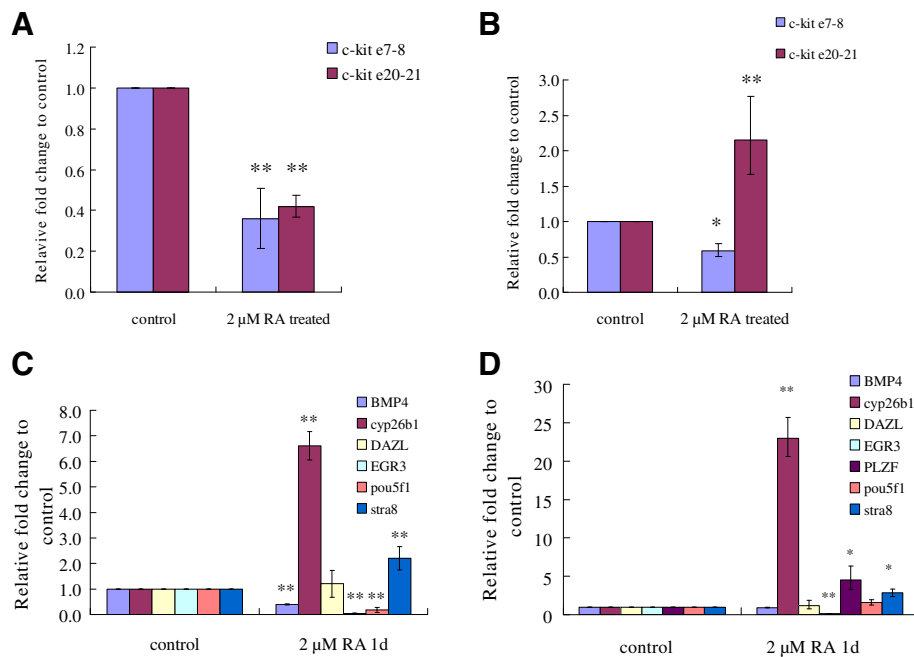 A
Relavive fold change to control
1.2
1.0
0.8
0.6
0.4
0.2
0.0
c-kit e7-8
c-kit e20-21
** **
control
2 μM RA treated
B
Relative fold change to control
3.0
2.5
2.0
1.5
1.0
0.5
0.0
c-kit e7-8
c-kit e20-21
**
*
control
2 μM RA treated
C
Relative fold change to
control
8.0
7.0
6.0
5.0
4.0
3.0
2.0
1.0
0.0
BMP4
cyp26b1
DAZL
EGR3
pou5f1
stra8
**
**
** ** **
control
2 μM RA 1d
D
Relative fold change to
control
30
25
20
15
10
5
0
BMP4
cyp26b1
DAZL
EGR3
PLZF
pou5f1
stra8
**
*
*
**
control
2 μM RA 1d